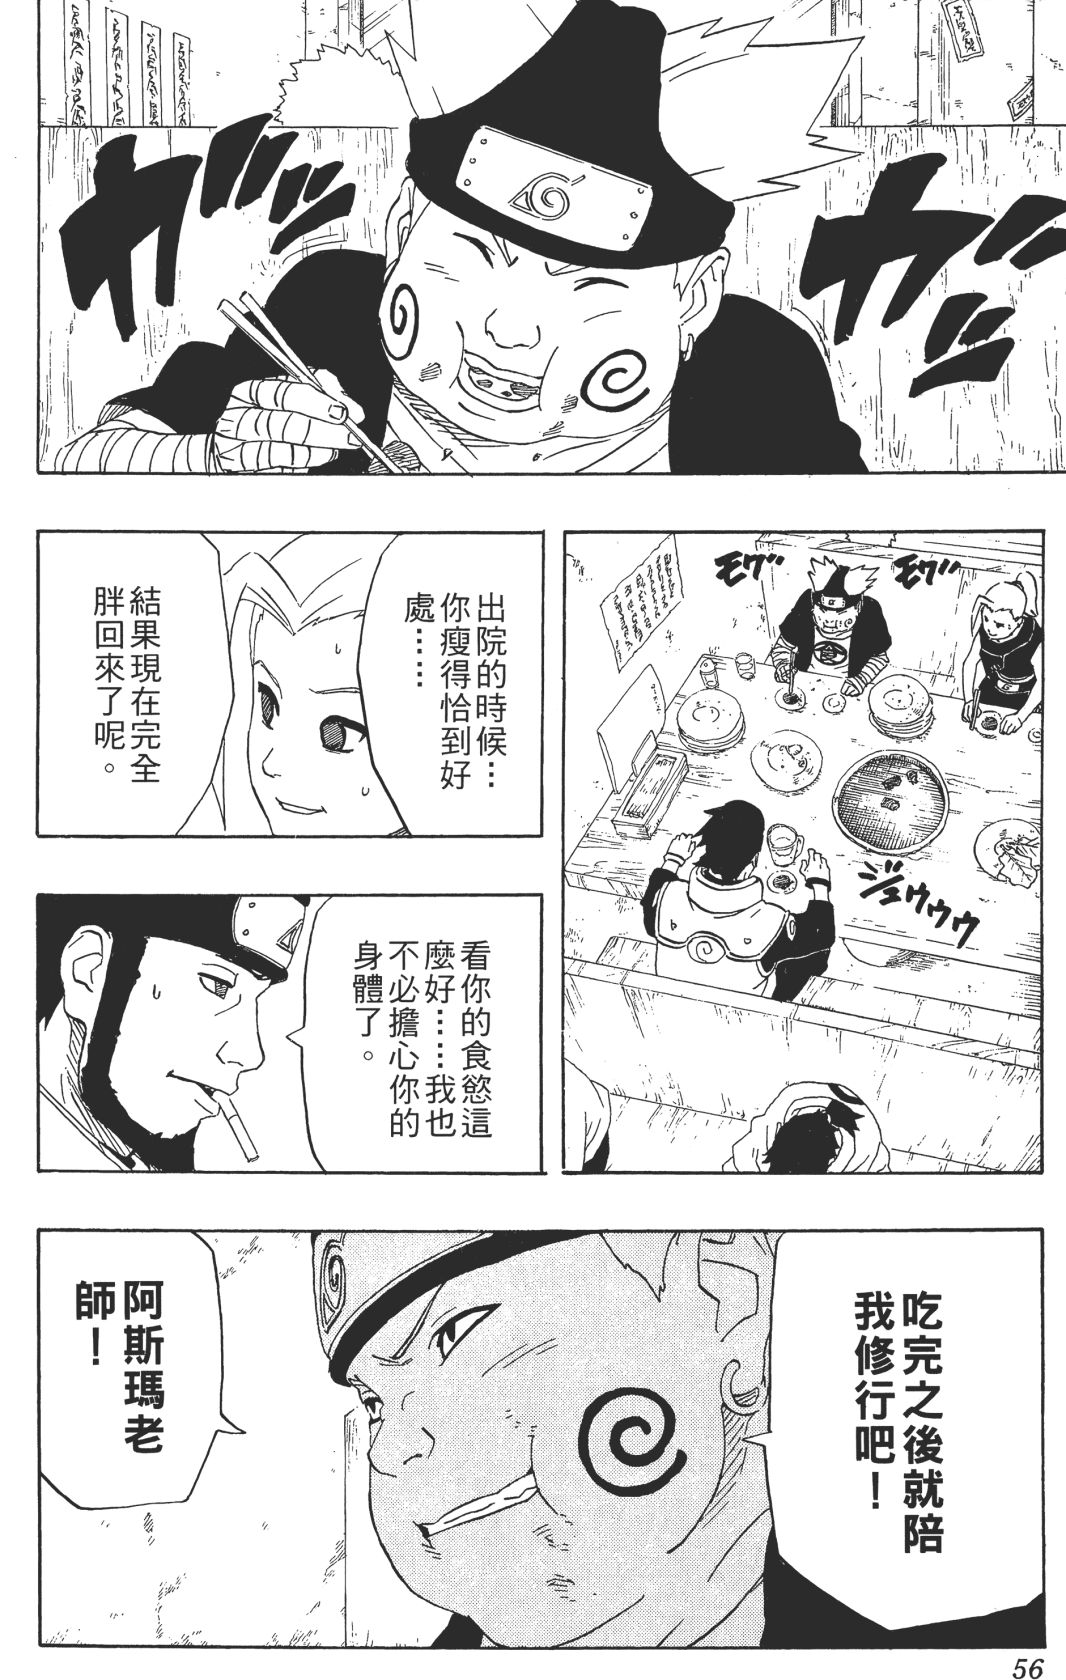 ガツ
ガツ
モグ
モグ
食
ジュウゥゥ
出院的時候…
你瘦得恰到好
處……
結果現在完全
胖回來了呢。
看你的食慾這
麼好……我也
不必擔心你的
身體了。
吃完之後就陪
我修行吧！
阿斯瑪老
師！
56